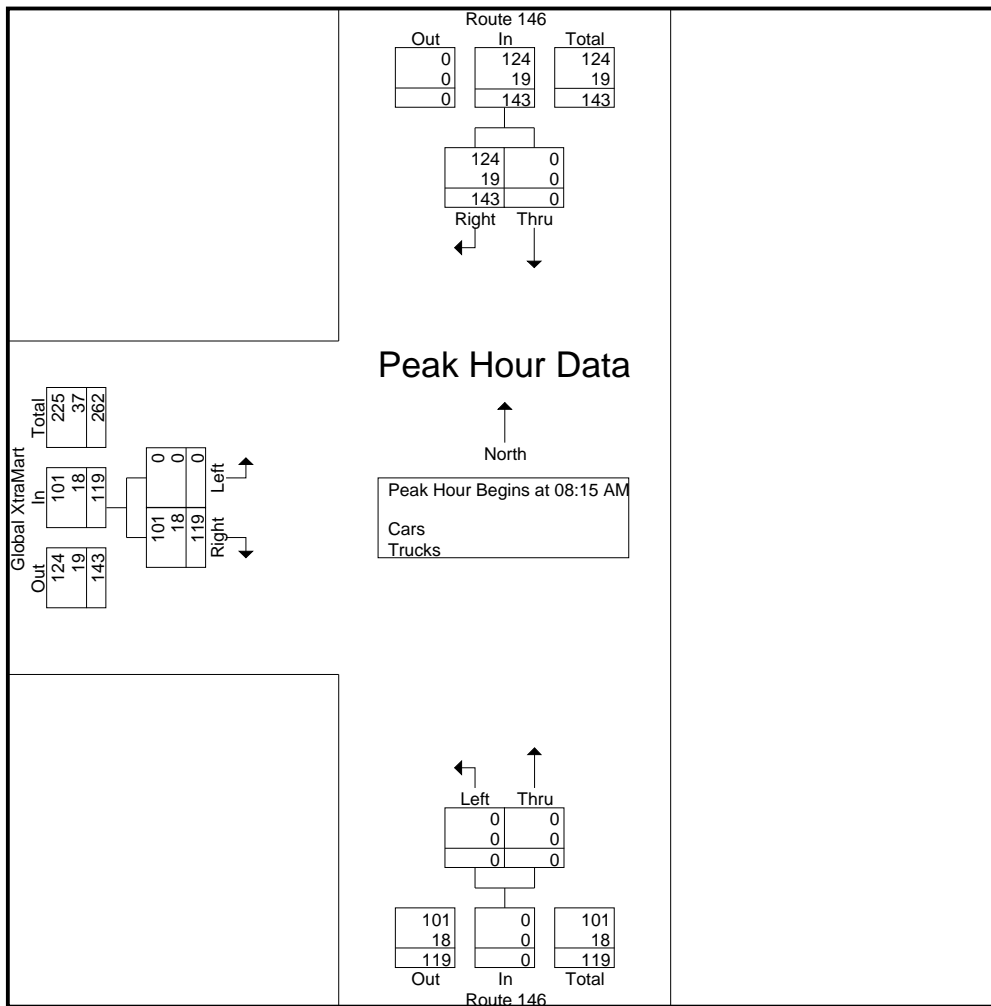 Route 146
Out In Total
0 124 124
0 19 19
0 143 143
124 0
19 0
143 0
Right Thru
Peak Hour Data
North
Peak Hour Begins at 08:15 AM
Cars
Trucks
Global XtraMart
Out In Total
124 101 225
19 18 37
143 119 262
101 0
18 0
119 0
Right Left
Left Thru
0 0
0 0
0 0
101 0 101
18 0 18
119 0 119
Out In Total
Route 146